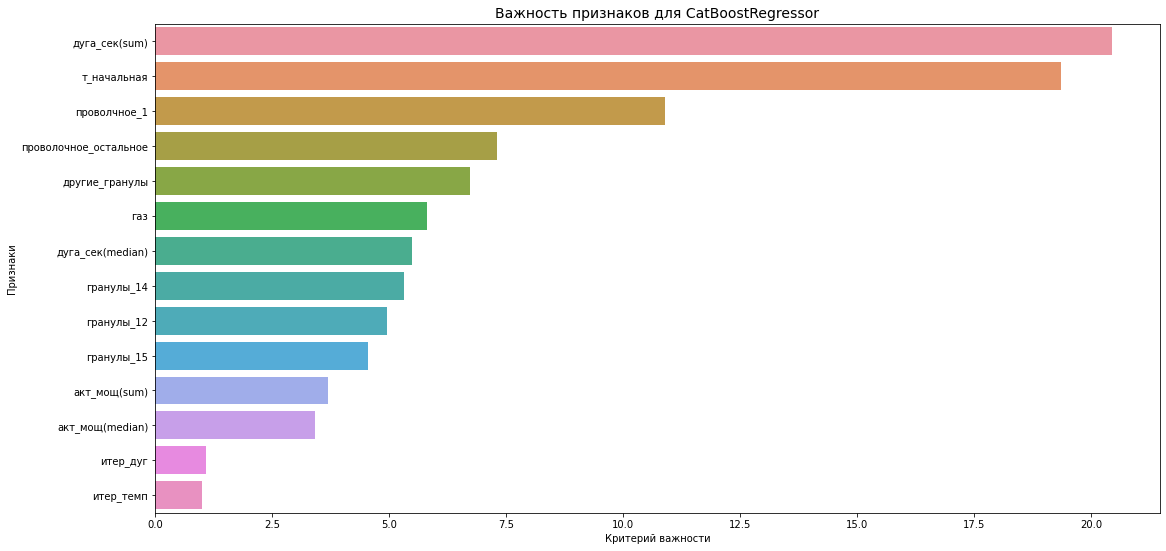 Важность признаков для CatBoostRegressor
Признаки
дуга_сек(sum)
т_начальная
проволчное_1
проволочное_остальное
другие_гранулы
газ
дуга_сек(median)
гранулы_14
гранулы_12
гранулы_15
акт_мощ(sum)
акт_мощ(median)
итер_дуг
итер_темп
0.0 2.5 5.0 7.5 10.0 12.5 15.0 17.5 20.0
Критерий важности